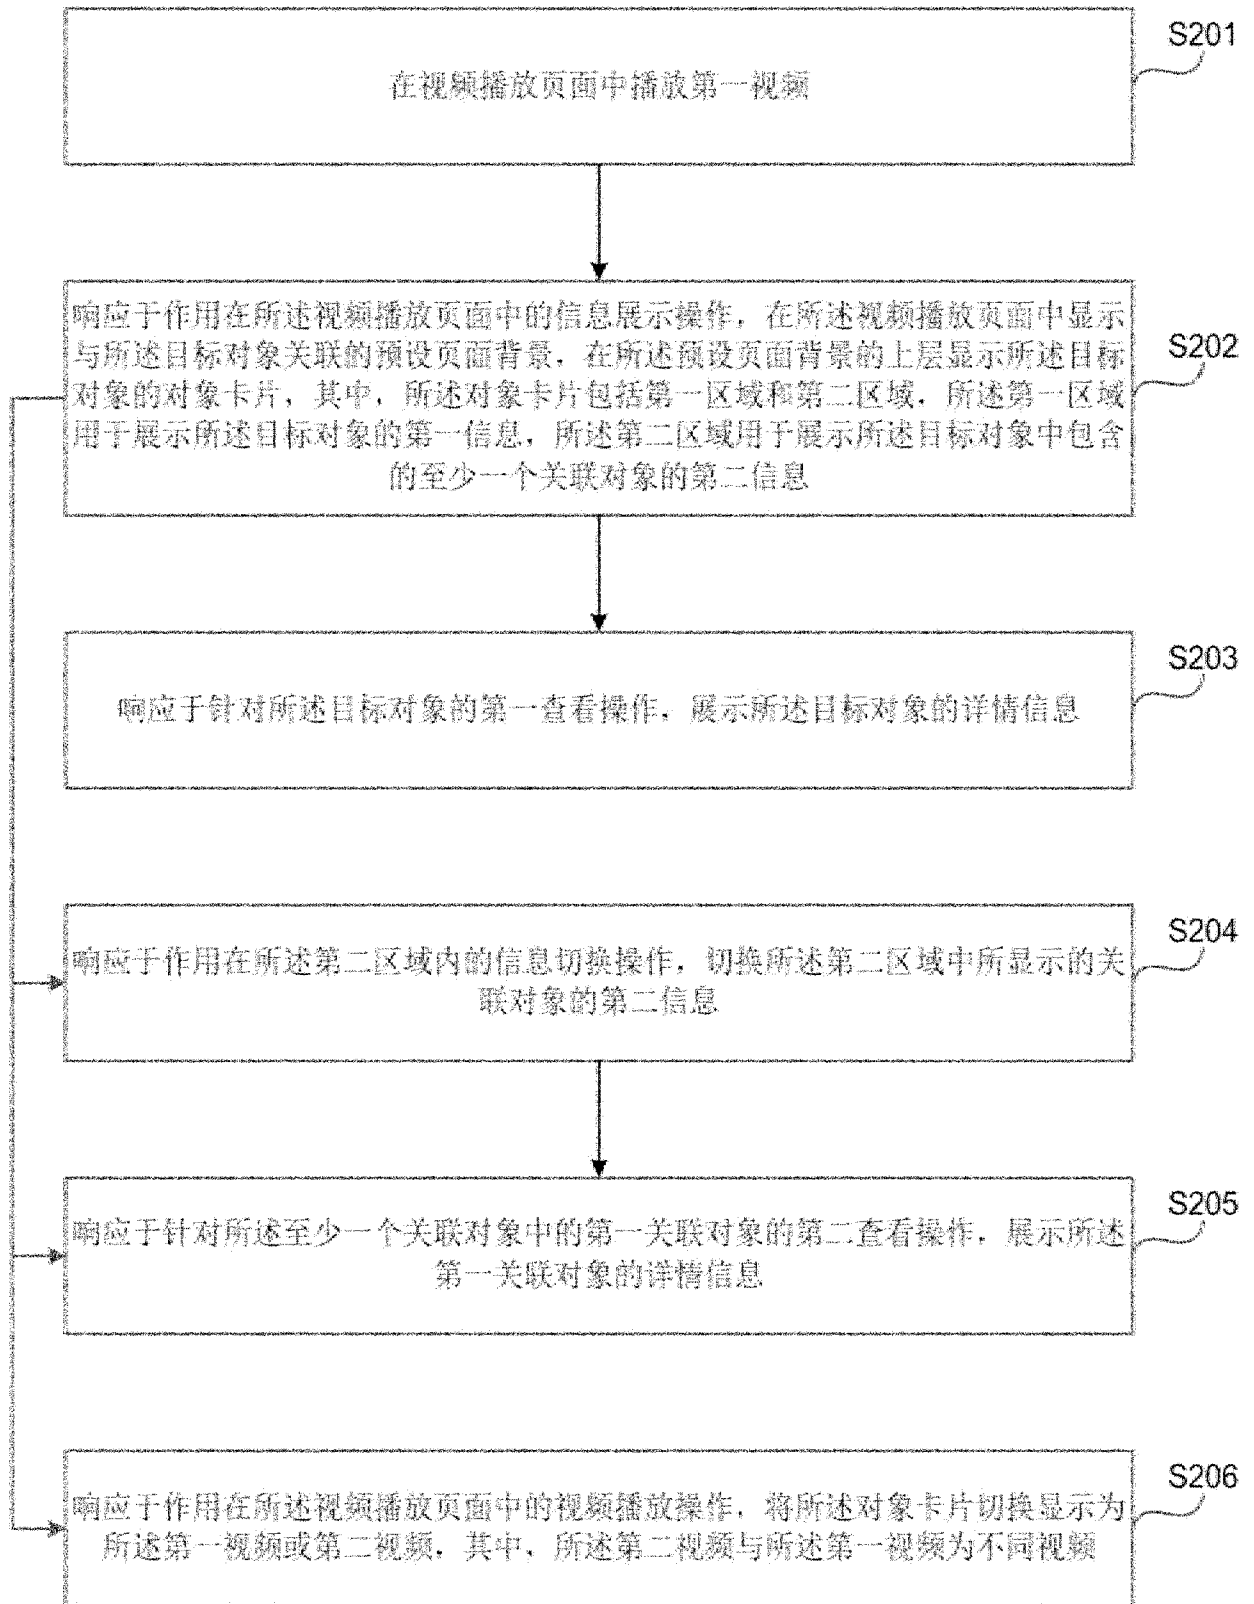 S201
在视频播放页面中播放第一视频
S202
响应于作用在所述视频播放页面中的信息展示操作，在所述视频播放页面中显示
与所述目标对象关联的预设页面背景，在所述预设页面背景的上层显示所述目标
对象的对象卡片，其中，所述对象卡片包括第一区域和第二区域，所述第一区域
用于展示所述目标对象的第一信息，所述第二区域用于展示所述目标对象中包含
的至少一个关联对象的第二信息
S203
响应于针对所述目标对象的第一查看操作，展示所述目标对象的详情信息
S204
响应于作用在所述第二区域内的信息切换操作，切换所述第二区域中所显示的关
联对象的第二信息
S205
响应于针对所述至少一个关联对象中的第一关联对象的第二查看操作，展示所述
第一关联对象的详情信息
S206
响应于作用在所述视频播放页面中的视频播放操作，将所述对象卡片切换显示为
所述第一视频或第二视频，其中，所述第二视频与所述第一视频为不同视频